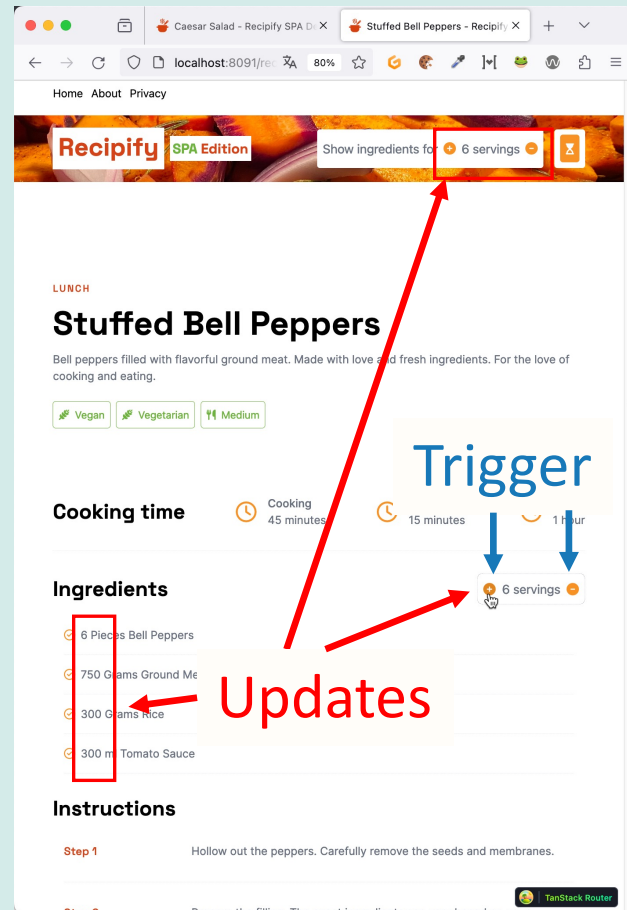 Caesar Salad - Recipify SPA D
Stuffed Bell Peppers - Recipify
localhost:8091/rec
80%
Home About Privacy
Recipify SPA Edition
Show ingredients for 6 servings
LUNCH
Stuffed Bell Peppers
Bell peppers filled with flavorful ground meat. Made with love and fresh ingredients. For the love of
cooking and eating.
Vegan Vegetarian Medium
Trigger
Cooking time
Cooking
45 minutes
15 minutes
1 hour
Ingredients
6 servings
6 Pieces Bell Peppers
750 Grams Ground Me
300 Grams Rice
300 ml Tomato Sauce
Updates
Instructions
Step 1 Hollow out the peppers. Carefully remove the seeds and membranes.
TanStack Router